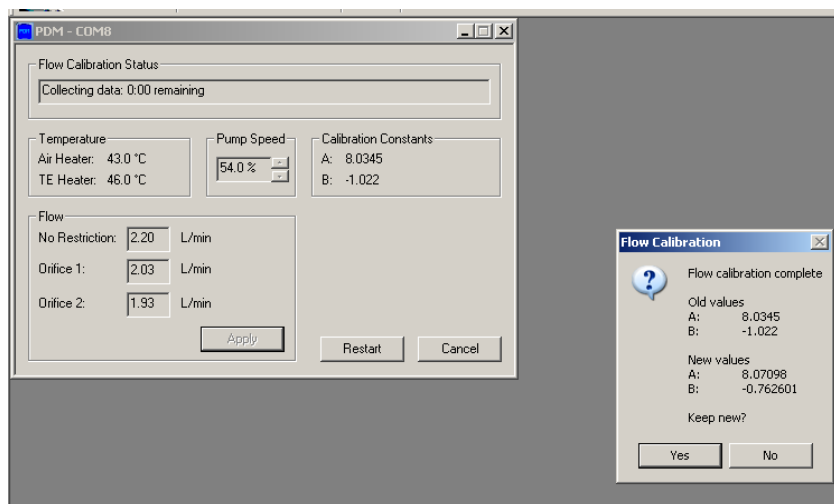 PDM - COM8
Flow Calibration Status
Collecting data: 0:00 remaining
Temperature
Air Heater: 43.0 °C
TE Heater: 46.0 °C
Pump Speed
54.0 %
Calibration Constants
A: 8.0345
B: -1.022
Flow
No Restriction: 2.20 L/min
Orifice 1: 2.03 L/min
Orifice 2: 1.93 L/min
Apply
Restart
Cancel
Flow Calibration
Flow calibration complete
Old values
A: 8.0345
B: -1.022
New values
A: 8.07098
B: -0.762601
Keep new?
Yes
No